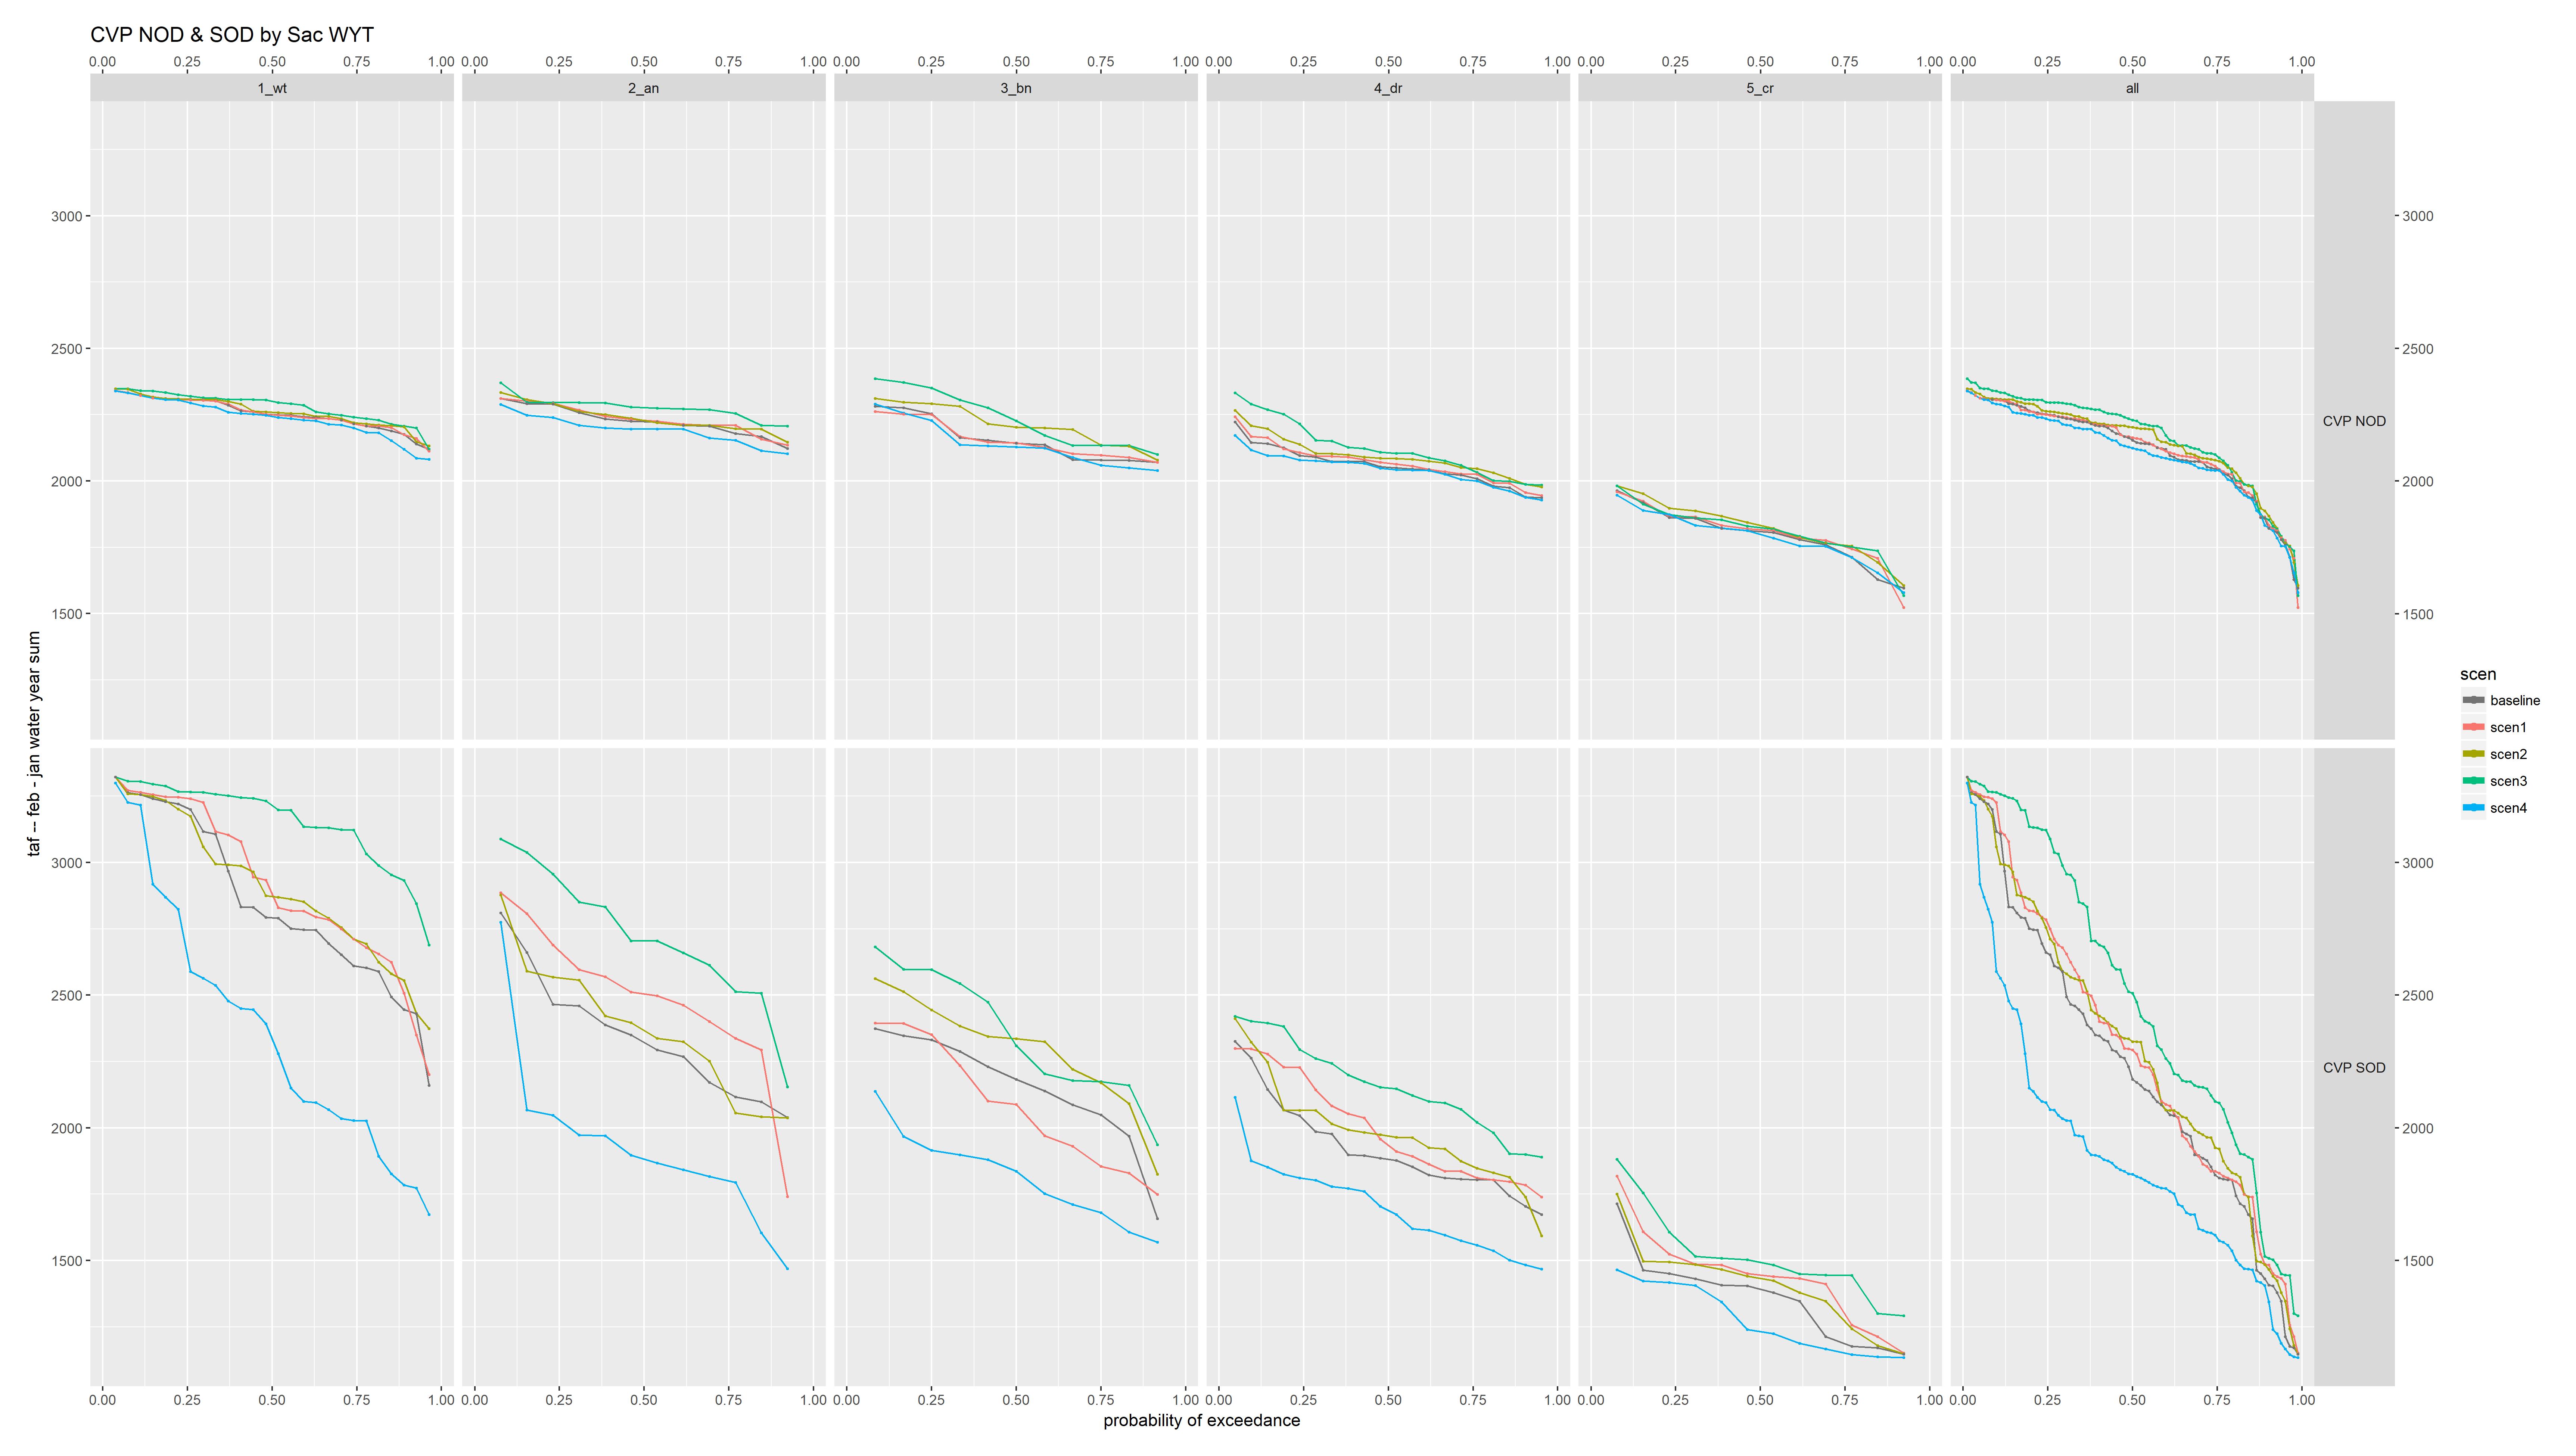 CVP NOD & SOD by Sac WYT
0.00 0.25 0.50 0.75 1.00 0.00 0.25 0.50 0.75 1.00 0.00 0.25 0.50 0.75 1.00 0.00 0.25 0.50 0.75 1.00 0.00 0.25 0.50 0.75 1.00 0.00 0.25 0.50 0.75 1.00
1_wt 2_an 3_bn 4_dr 5_cr all
3000 3000
2500 2500
CVP NOD
2000 2000
1500 1500
taf -- feb - jan water year sum
scen
baseline
scen1
scen2
scen3
scen4
3000 3000
2500 2500
CVP SOD
2000 2000
1500 1500
0.00 0.25 0.50 0.75 1.00 0.00 0.25 0.50 0.75 1.00 0.00 0.25 0.50 0.75 1.00 0.00 0.25 0.50 0.75 1.00 0.00 0.25 0.50 0.75 1.00 0.00 0.25 0.50 0.75 1.00
probability of exceedance